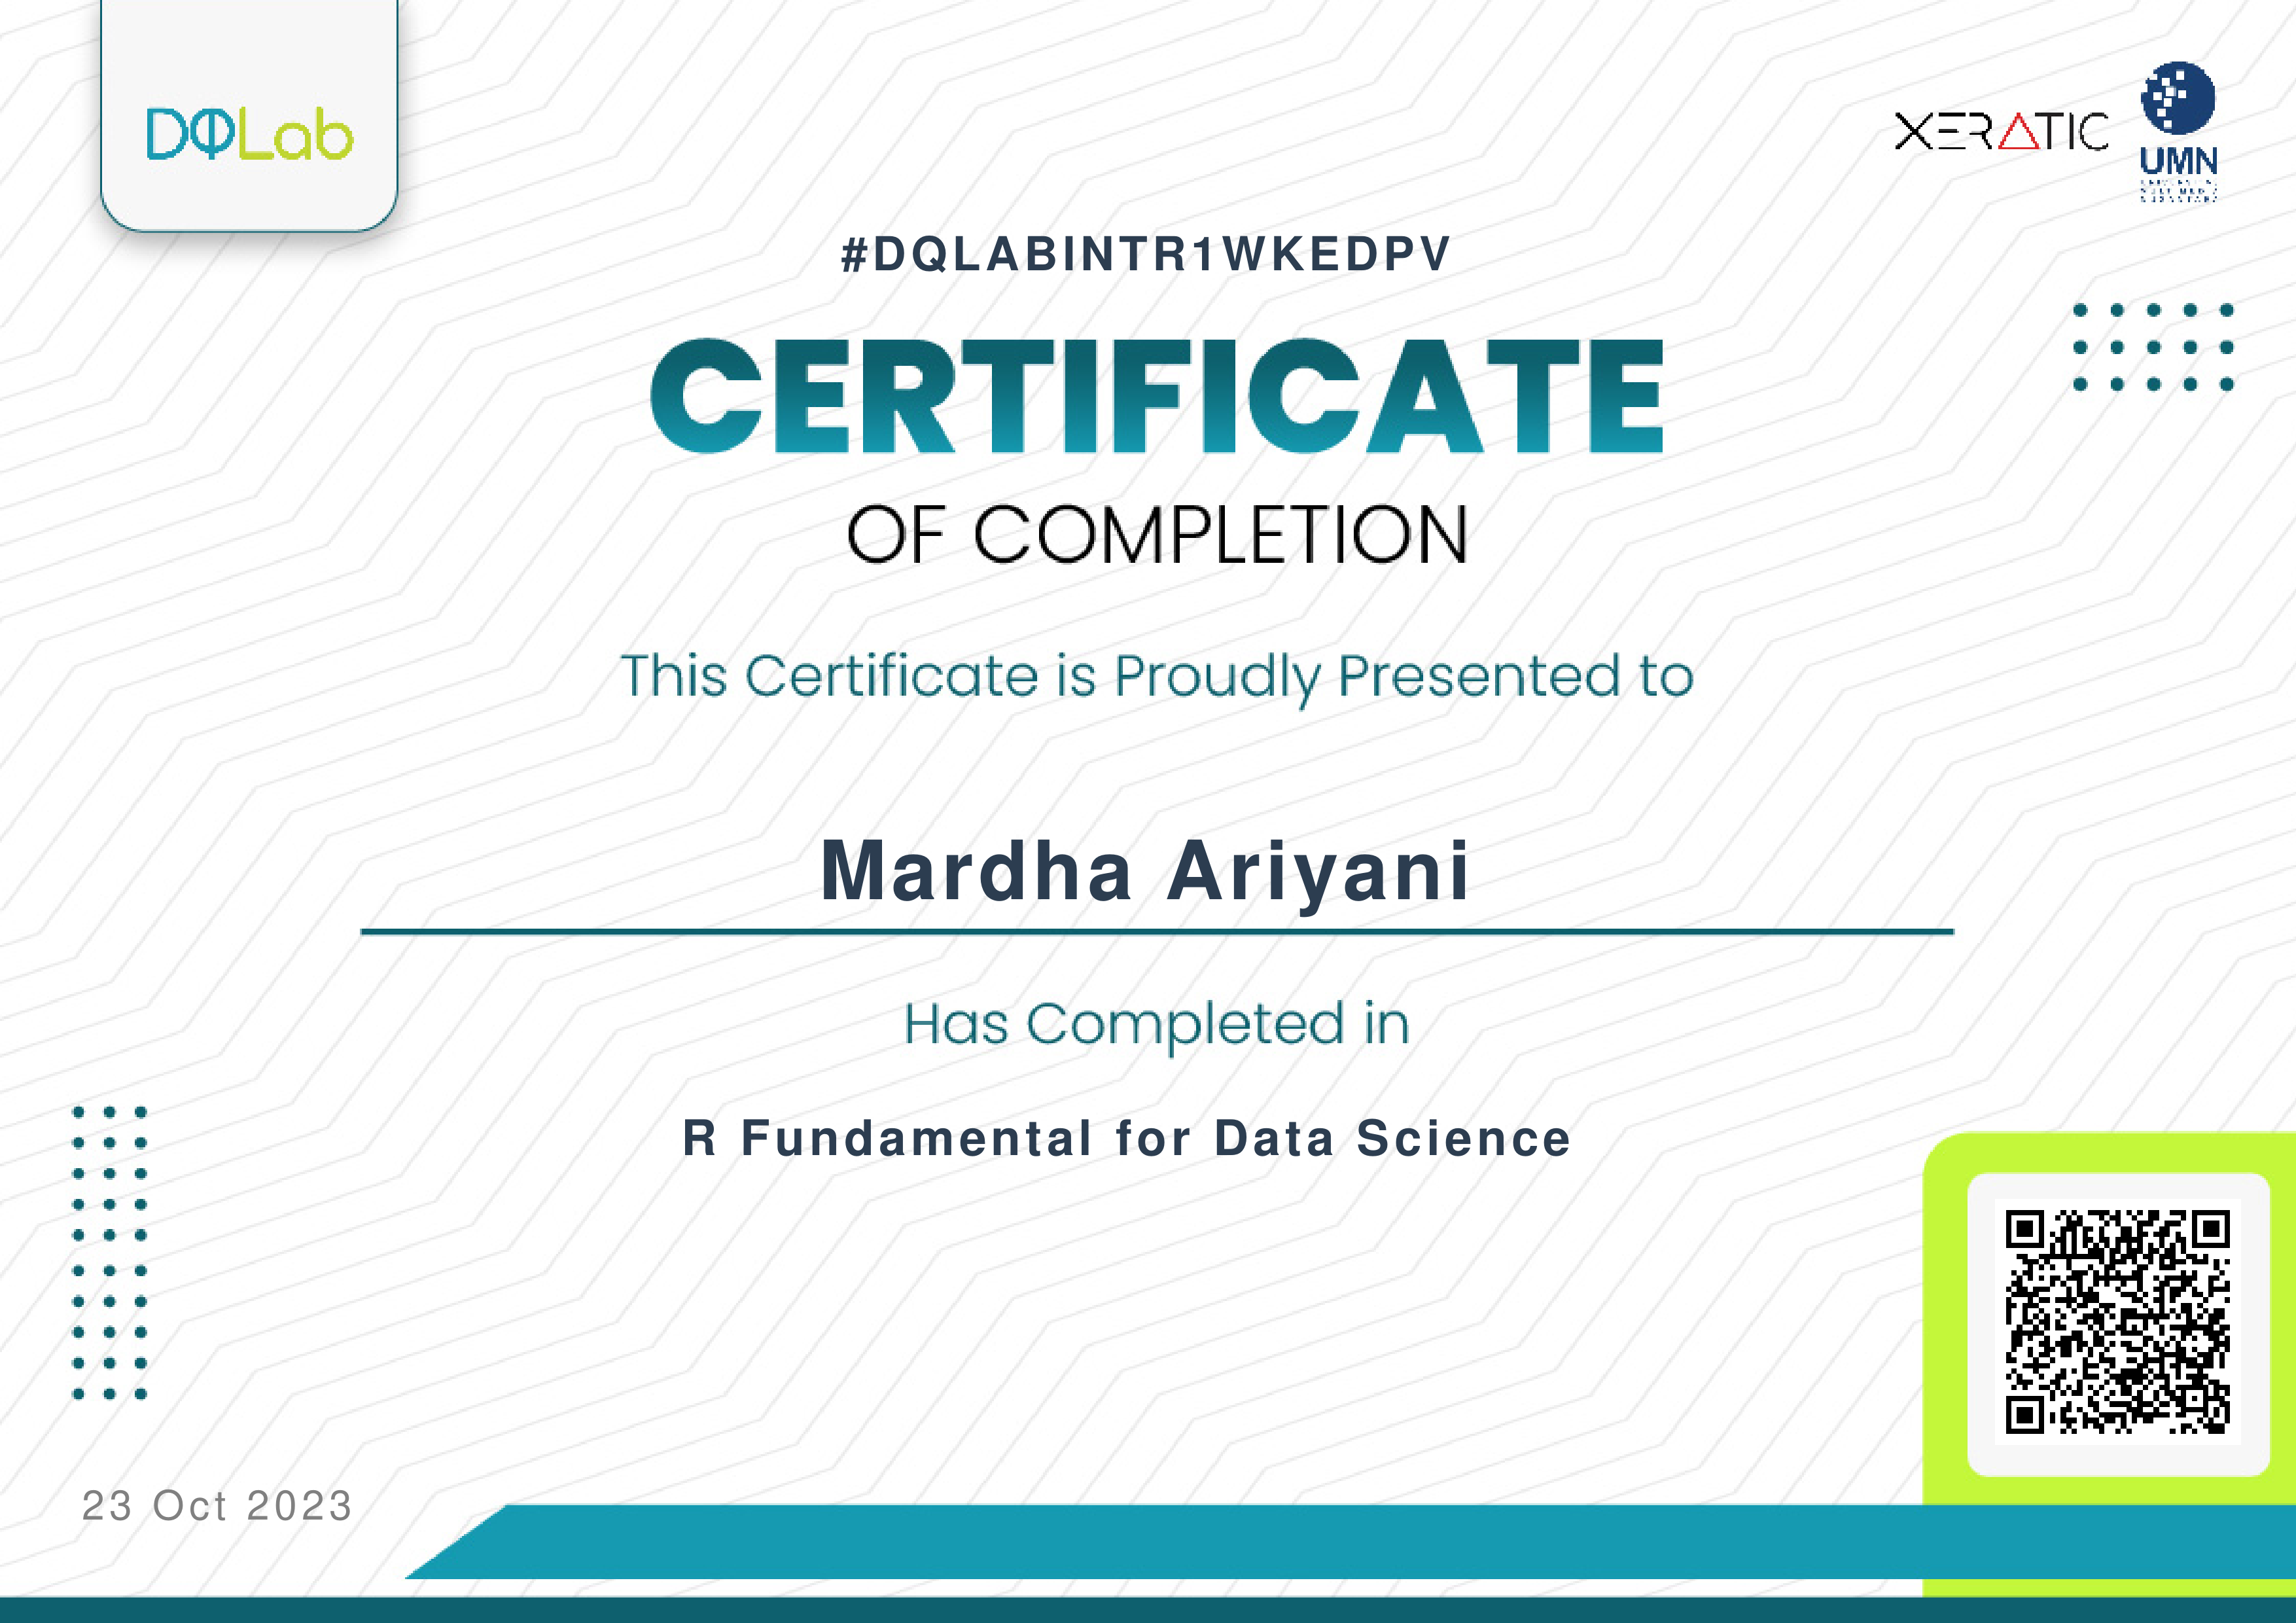 DQLab
XERATIC
UMN
#DQLABINTR1WKEDPV
CERTIFICATE
OF COMPLETION
This Certificate is Proudly Presented to
Mardha Ariyani
Has Completed in
R Fundamental for Data Science
23 Oct 2023